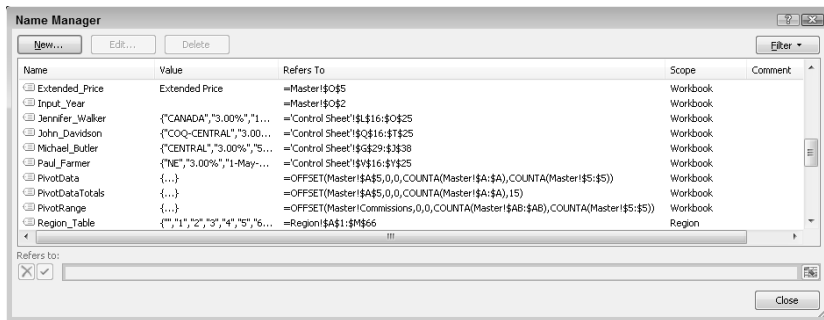 Name Manager
New... Edit... Delete Filter
Name Value Refers To Scope Comment
Extended_Price Extended Price =Master!$O$5 Workbook
Input_Year =Master!$O$2 Workbook
Jennifer_Walker {"CANADA","3.00%","1... ='Control Sheet'!$L$16:$O$25 Workbook
John_Davidson {"COQ-CENTRAL","3.00... ='Control Sheet'!$Q$16:$T$25 Workbook
Michael_Butler {"CENTRAL","3.00%","5... ='Control Sheet'!$G$29:$J$38 Workbook
Paul_Farmer {"NE","3.00%","1-May-... ='Control Sheet'!$V$16:$Y$25 Workbook
PivotData {...} =OFFSET(Master!$A$5,0,0,COUNTA(Master!$A:$A),COUNTA(Master!$5:$5)) Workbook
PivotDataTotals {...} =OFFSET(Master!$A$5,0,0,COUNTA(Master!$A:$A),15) Workbook
PivotRange {...} =OFFSET(Master!Commissions,0,0,COUNTA(Master!$AB:$AB),COUNTA(Master!$5:$5)) Workbook
Region_Table {"","1","2","3","4","5","6... =Region!$A$1:$M$66 Region
Refers to:
Close